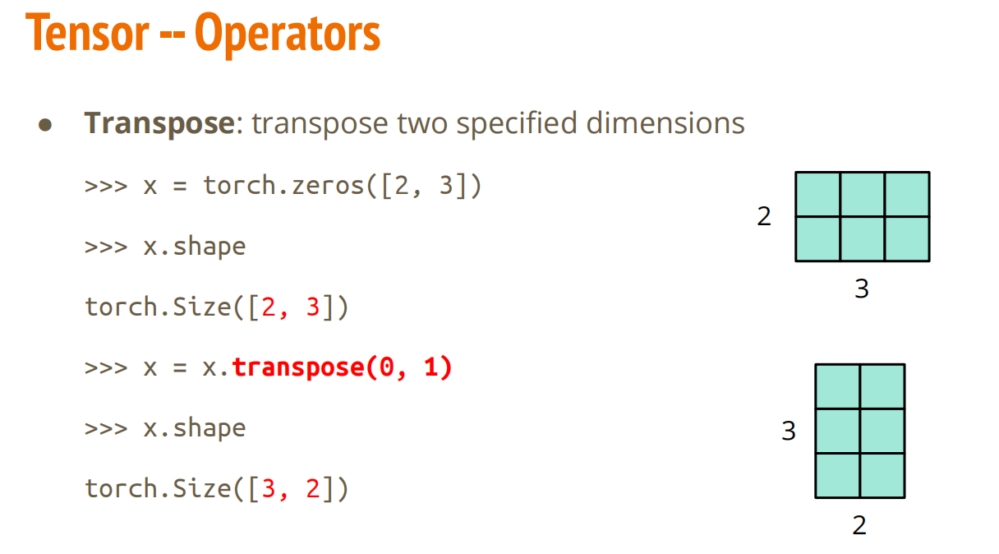 Tensor -- Operators
● Transpose: transpose two specified dimensions
>>> x = torch.zeros([2, 3])
>>> x.shape
torch.Size([2, 3])
>>> x = x.transpose(0, 1)
>>> x.shape
torch.Size([3, 2])
2
3
3
2